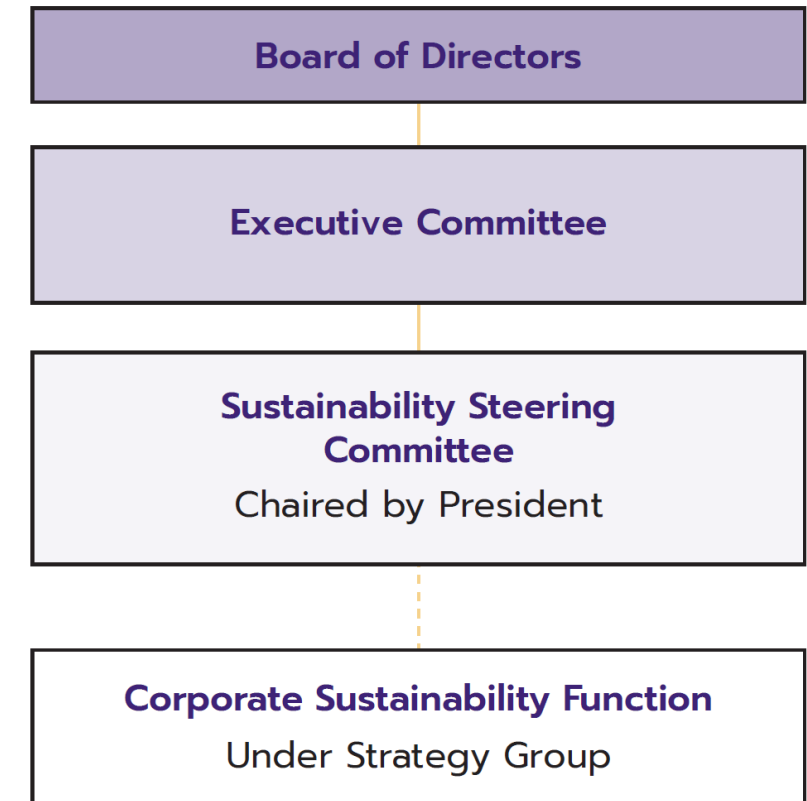 Board of Directors
Executive Committee
Sustainability Steering
Committee
Chaired by President
Corporate Sustainability Function
Under Strategy Group